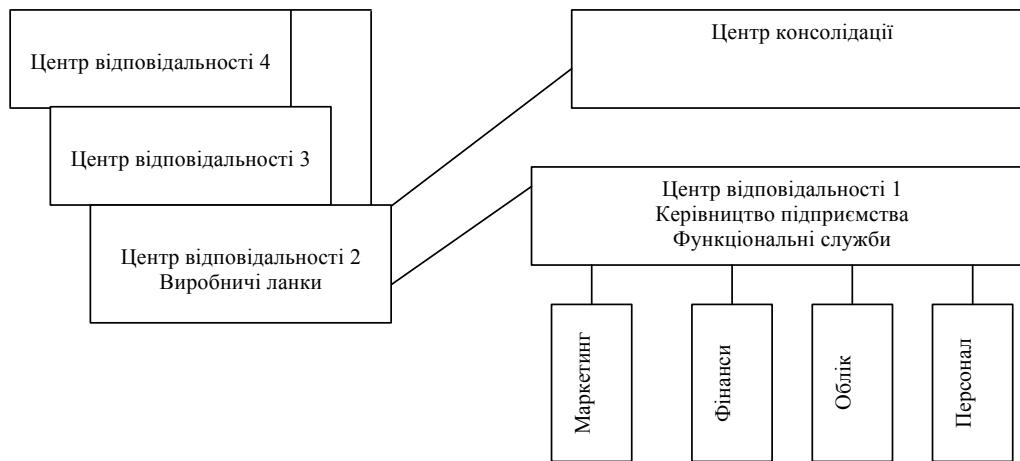 Центр відповідальності 4
Центр відповідальності 3
Центр відповідальності 2
Виробничі ланки
Центр консолідації
Центр відповідальності 1
Керівництво підприємства
Функціональні служби
Маркетинг
Фінанси
Облік
Персонал